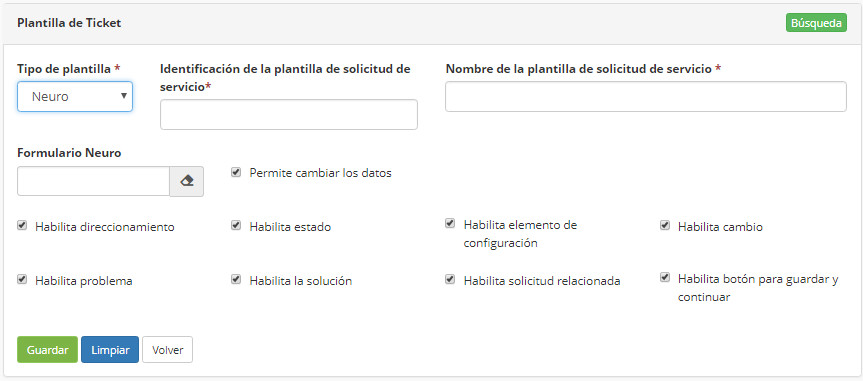 Plantilla de Ticket
Búsqueda
Tipo de plantilla *
Identificación de la plantilla de solicitud de
servicio*
Nombre de la plantilla de solicitud de servicio *
Neuro
Formulario Neuro
Permite cambiar los datos
Habilita direccionamiento
Habilita estado
Habilita elemento de
configuración
Habilita cambio
Habilita problema
Habilita la solución
Habilita solicitud relacionada
Habilita botón para guardar y
continuar
Guardar
Limpiar
Volver